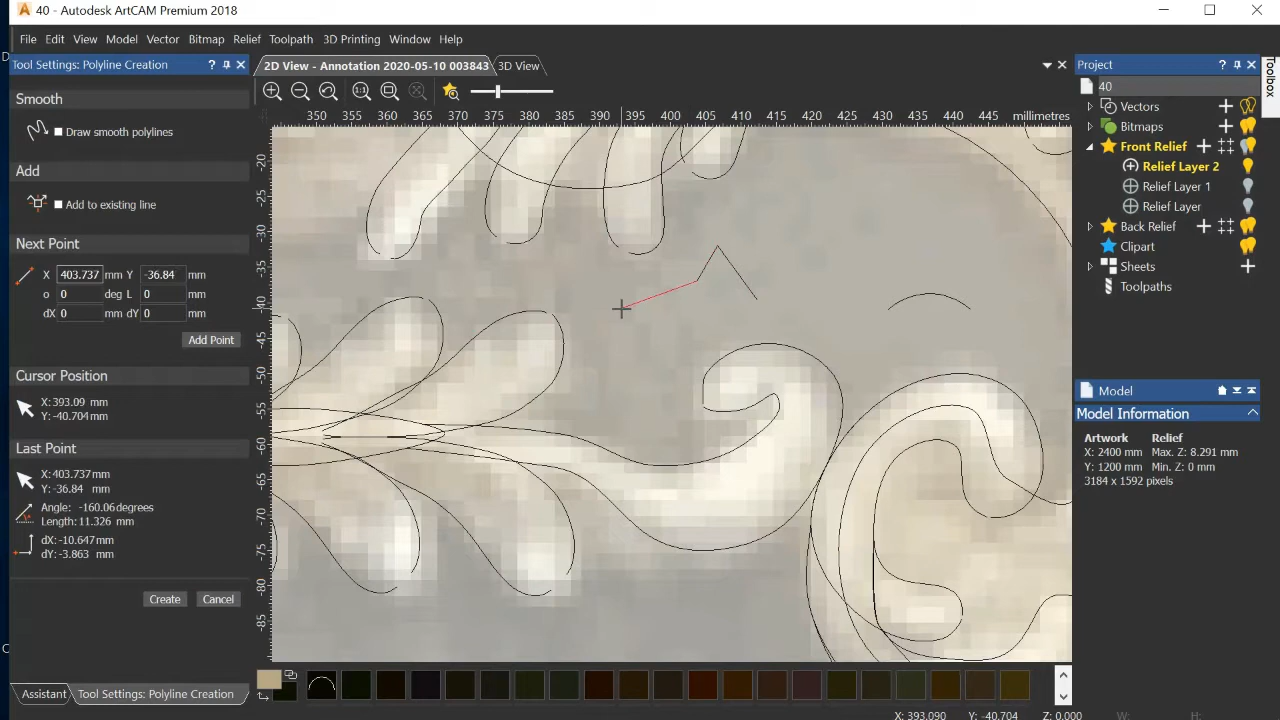 40 - Autodesk ArtCAM Premium 2018
File Edit View Model Vector Bitmap Relief Toolpath 3D Printing Window Help
Tool Settings: Polyline Creation
2D View - Annotation 2020-05-10 003843
3D View
Project
Toolbox
Smooth
Draw smooth polylines
Add
Add to existing line
Next Point
X 403.737 mm Y -36.84 mm
o 0 deg L 0 mm
dX 0 mm dY 0 mm
Add Point
Cursor Position
X: 393.09 mm
Y: -40.704 mm
Last Point
X: 403.737 mm
Y: -36.84 mm
Angle: -160.06 degrees
Length: 11.326 mm
dX: -10.647 mm
dY: -3.863 mm
Create Cancel
Assistant Tool Settings: Polyline Creation
1:1
350 355 360 365 370 375 380 385 390 395 400 405 410 415 420 425 430 435 440 445 millimetres
-20
-25
-30
-35
-40
-45
-50
-55
-60
-65
-70
-75
-80
-85
40
Vectors
Bitmaps
Front Relief
Relief Layer 2
Relief Layer 1
Relief Layer
Back Relief
Clipart
Sheets
Toolpaths
Model
Model Information
Artwork Relief
X: 2400 mm Max. Z: 8.291 mm
Y: 1200 mm Min. Z: 0 mm
3184 x 1592 pixels
X: 393.090 Y: -40.704 Z: 0.000 W: H: